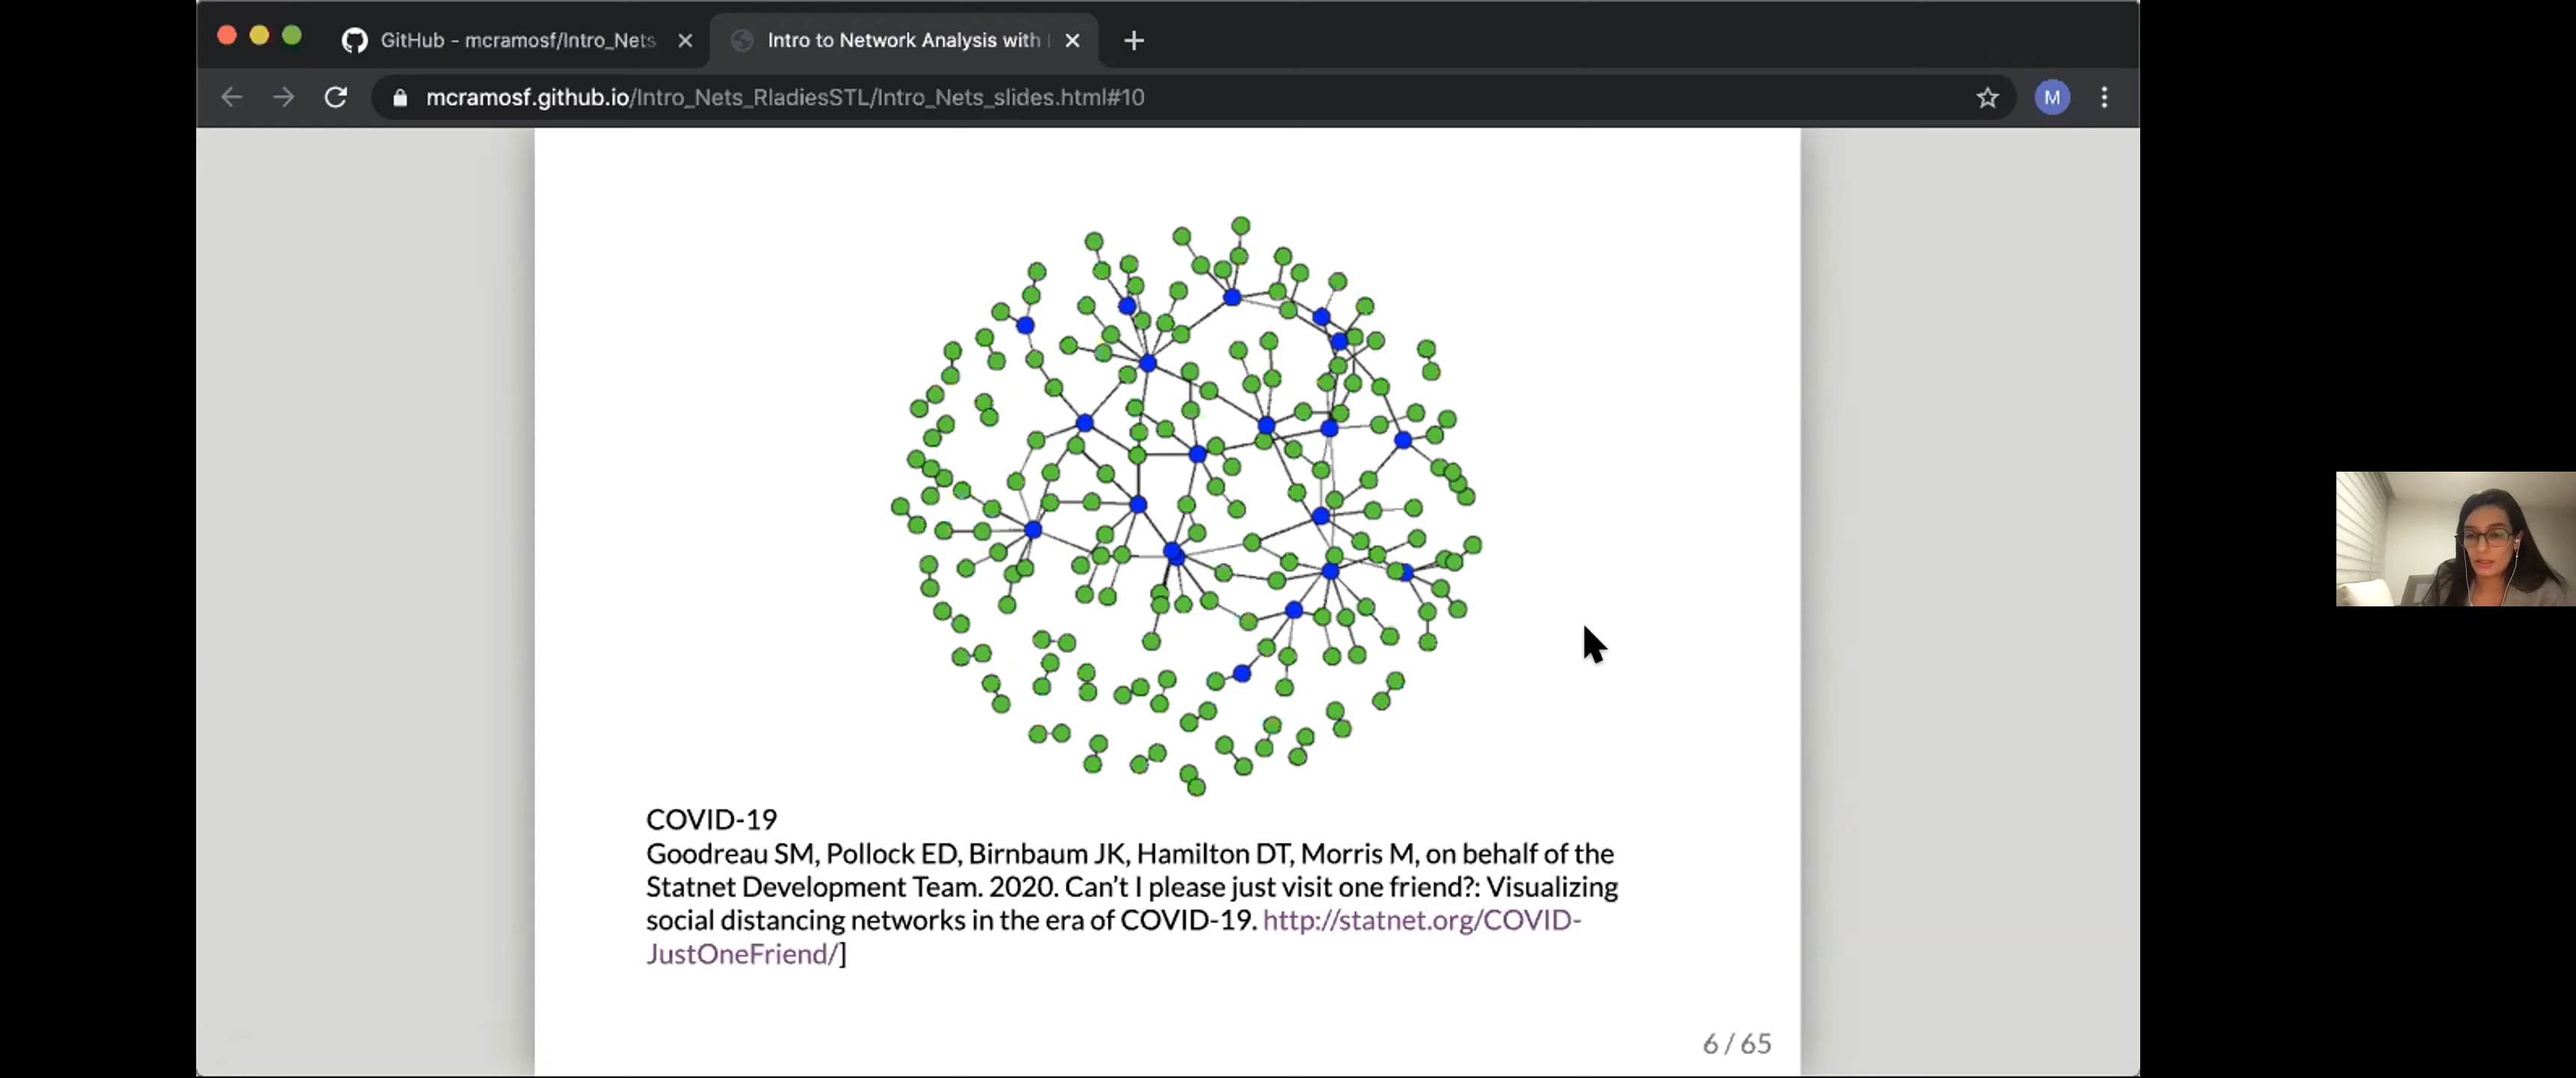 GitHub - mcramosf/Intro_Nets
Intro to Network Analysis with
mcramosf.github.io/Intro_Nets_RladiesSTL/Intro_Nets_slides.html#10
M
COVID-19
Goodreau SM, Pollock ED, Birnbaum JK, Hamilton DT, Morris M, on behalf of the
Statnet Development Team. 2020. Can't I please just visit one friend?: Visualizing
social distancing networks in the era of COVID-19. http://statnet.org/COVID-
JustOneFriend/]
6 / 65